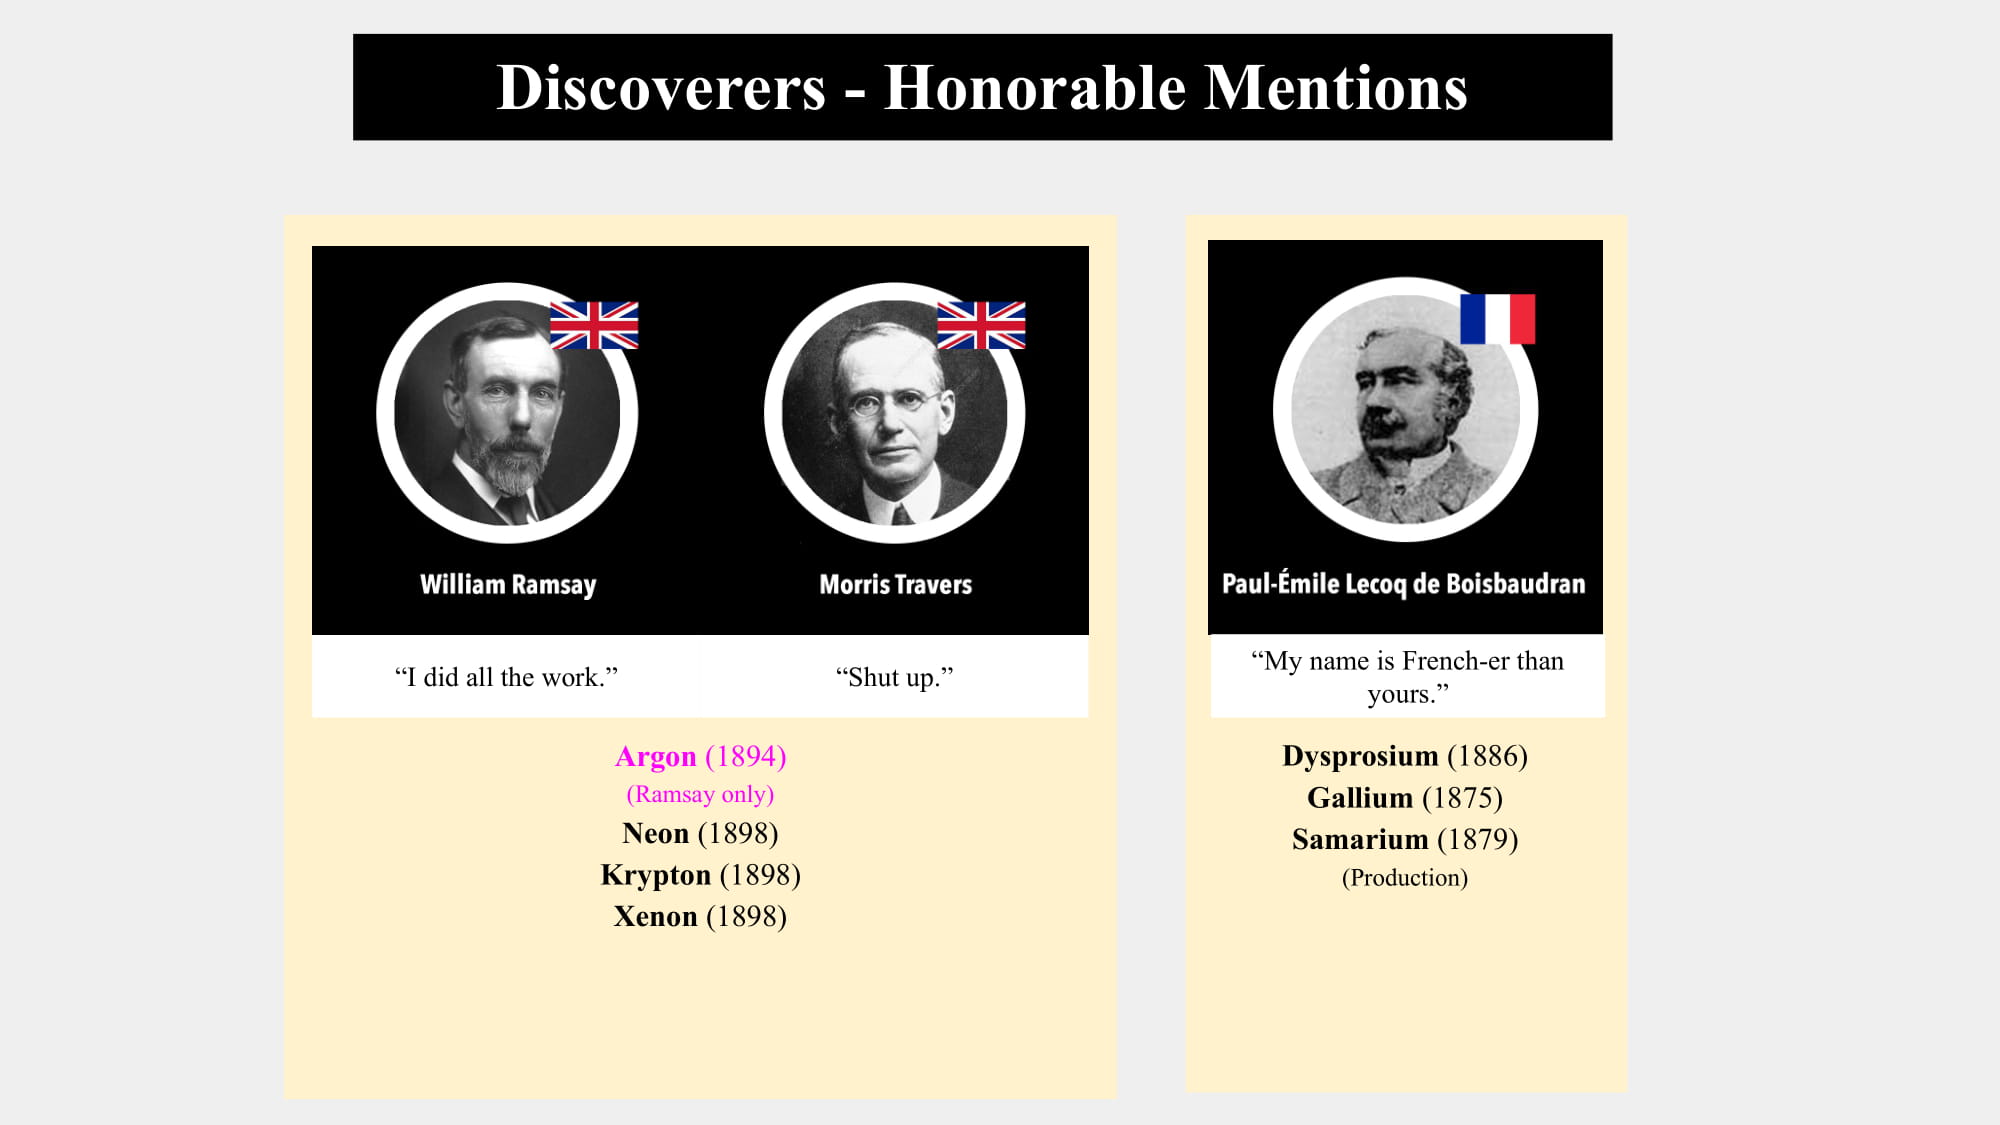 Discoverers - Honorable Mentions
William Ramsay
Morris Travers
“I did all the work.”
“Shut up.”
Argon (1894)
(Ramsay only)
Neon (1898)
Krypton (1898)
Xenon (1898)
Paul-Émile Lecoq de Boisbaudran
“My name is French-er than
yours.”
Dysprosium (1886)
Gallium (1875)
Samarium (1879)
(Production)